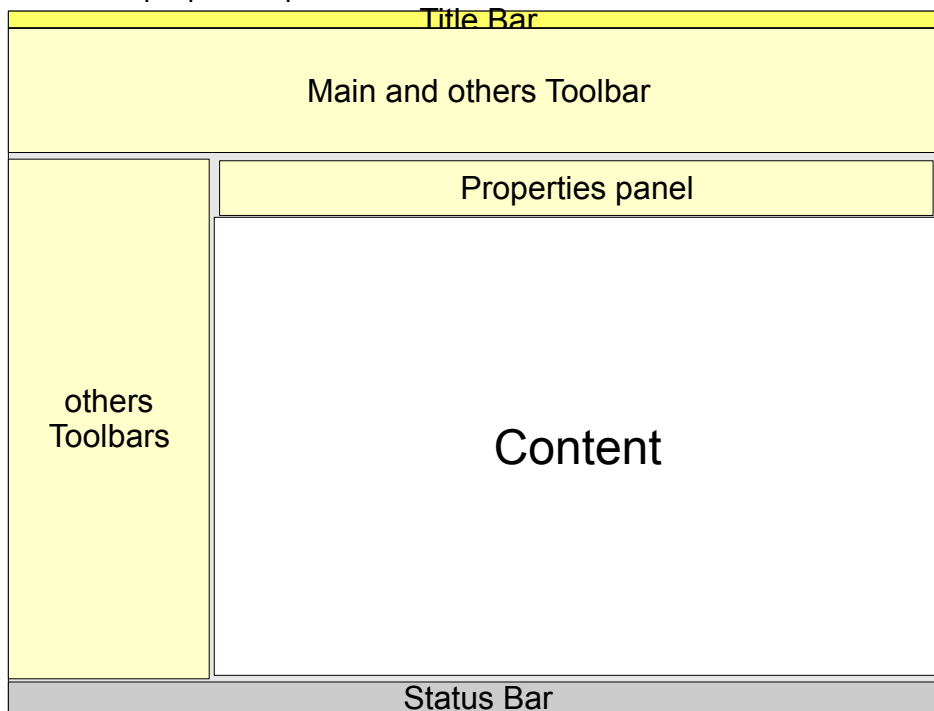 Title Bar
Main and others Toolbar
Properties panel
others
Toolbars
Content
Status Bar